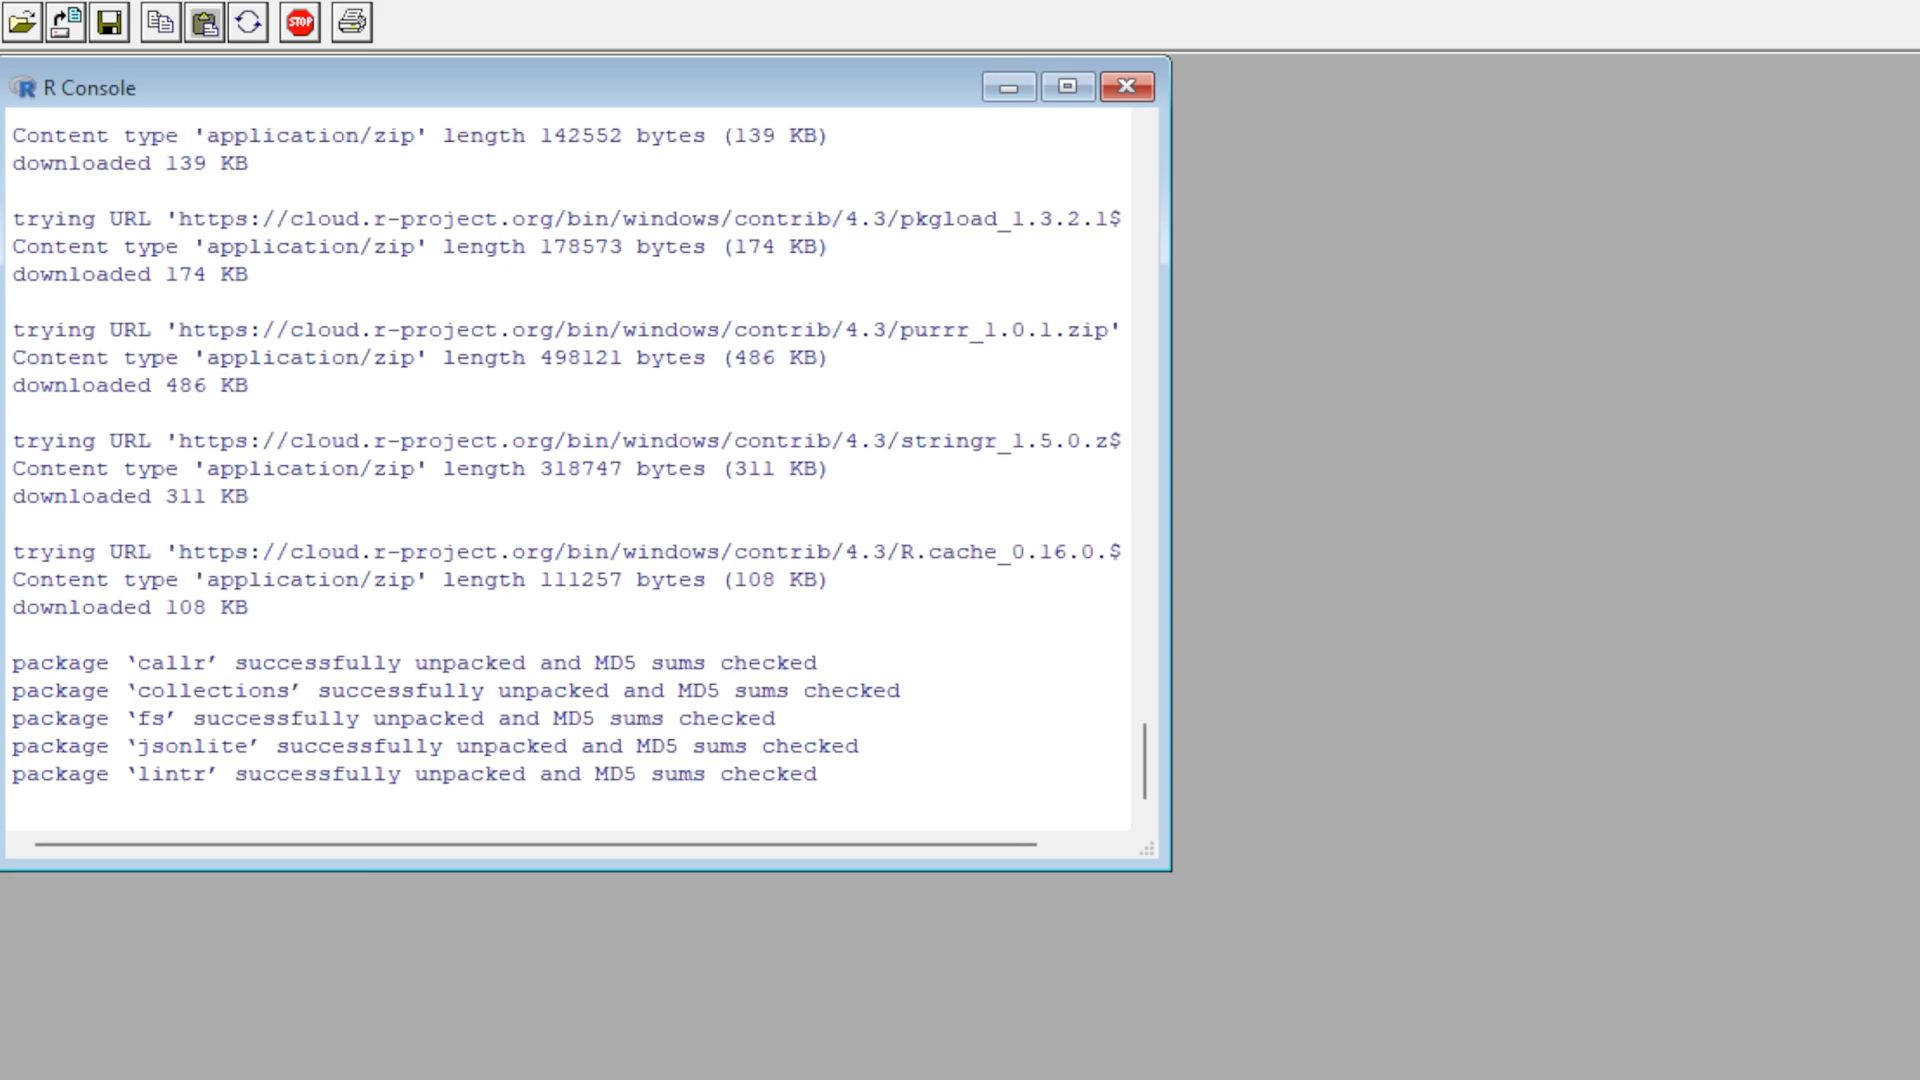 STOP
R Console
Content type 'application/zip' length 142552 bytes (139 KB)
downloaded 139 KB
trying URL 'https://cloud.r-project.org/bin/windows/contrib/4.3/pkgload_1.3.2.1$
Content type 'application/zip' length 178573 bytes (174 KB)
downloaded 174 KB
trying URL 'https://cloud.r-project.org/bin/windows/contrib/4.3/purrr_1.0.1.zip'
Content type 'application/zip' length 498121 bytes (486 KB)
downloaded 486 KB
trying URL 'https://cloud.r-project.org/bin/windows/contrib/4.3/stringr_1.5.0.z$
Content type 'application/zip' length 318747 bytes (311 KB)
downloaded 311 KB
trying URL 'https://cloud.r-project.org/bin/windows/contrib/4.3/R.cache_0.16.0.$
Content type 'application/zip' length 111257 bytes (108 KB)
downloaded 108 KB
package ‘callr’ successfully unpacked and MD5 sums checked
package ‘collections’ successfully unpacked and MD5 sums checked
package ‘fs’ successfully unpacked and MD5 sums checked
package ‘jsonlite’ successfully unpacked and MD5 sums checked
package ‘lintr’ successfully unpacked and MD5 sums checked